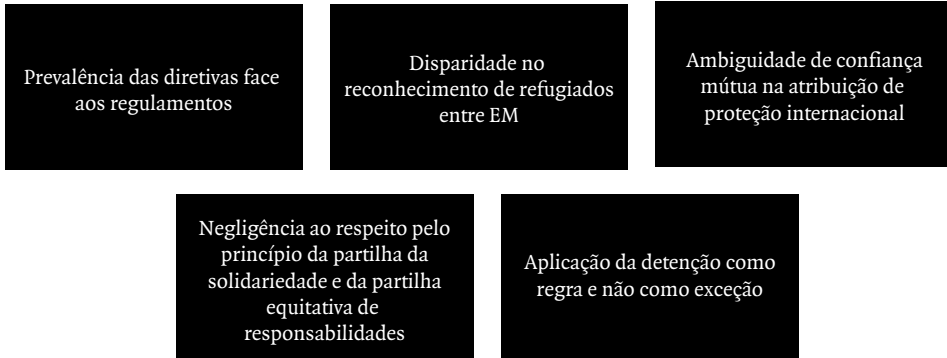 Prevalência das diretivas face
aos regulamentos
Disparidade no
reconhecimento de refugiados
entre EM
Ambiguidade de confiança
mútua na atribuição de
proteção internacional
Negligência ao respeito pelo
princípio da partilha da
solidariedade e da partilha
equitativa de
responsabilidades
Aplicação da detenção como
regra e não como exceção